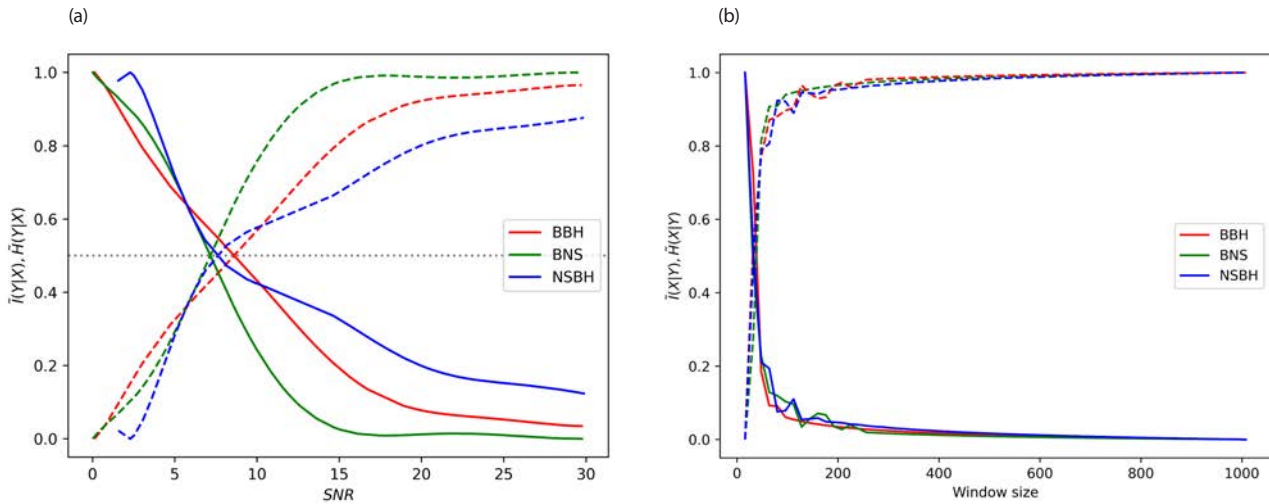 (a)
1.0
0.8
0.6
0.4
0.2
0.0
Ĩ(Y|X), H̃(Y|X)
0
5
10
15
20
25
30
SNR
BBH
BNS
NSBH
(b)
1.0
0.8
0.6
0.4
0.2
0.0
Ĩ(X|Y), H̃(X|Y)
0
200
400
600
800
1000
Window size
BBH
BNS
NSBH